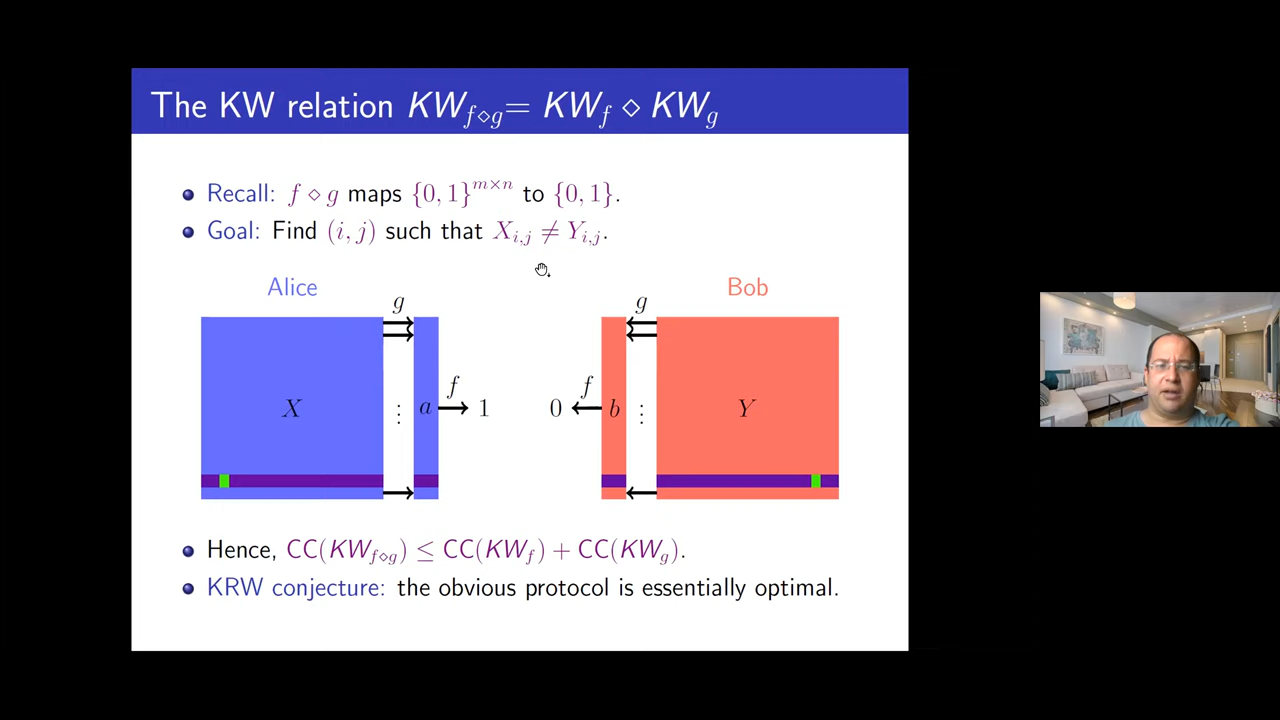 The KW relation KW_{f⋄g} = KW_f ⋄ KW_g
Recall: f ⋄ g maps {0, 1}^{m×n} to {0, 1}.
Goal: Find (i, j) such that X_{i,j} ≠ Y_{i,j}.
Alice
Bob
g
g
X
⋮
a
f
1
0
f
b
⋮
Y
Hence, CC(KW_{f⋄g}) ≤ CC(KW_f) + CC(KW_g).
KRW conjecture: the obvious protocol is essentially optimal.